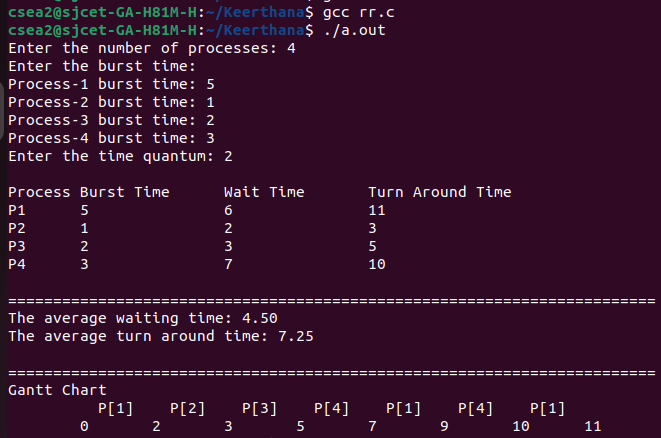 csea2@sjcet-GA-H81M-H:~/Keerthana$ gcc rr.c
csea2@sjcet-GA-H81M-H:~/Keerthana$ ./a.out
Enter the number of processes: 4
Enter the burst time:
Process-1 burst time: 5
Process-2 burst time: 1
Process-3 burst time: 2
Process-4 burst time: 3
Enter the time quantum: 2
Process Burst Time Wait Time Turn Around Time
P1 5 6 11
P2 1 2 3
P3 2 3 5
P4 3 7 10
========================================================================
The average waiting time: 4.50
The average turn around time: 7.25
========================================================================
Gantt Chart
P[1] P[2] P[3] P[4] P[1] P[4] P[1]
0 2 3 5 7 9 10 11